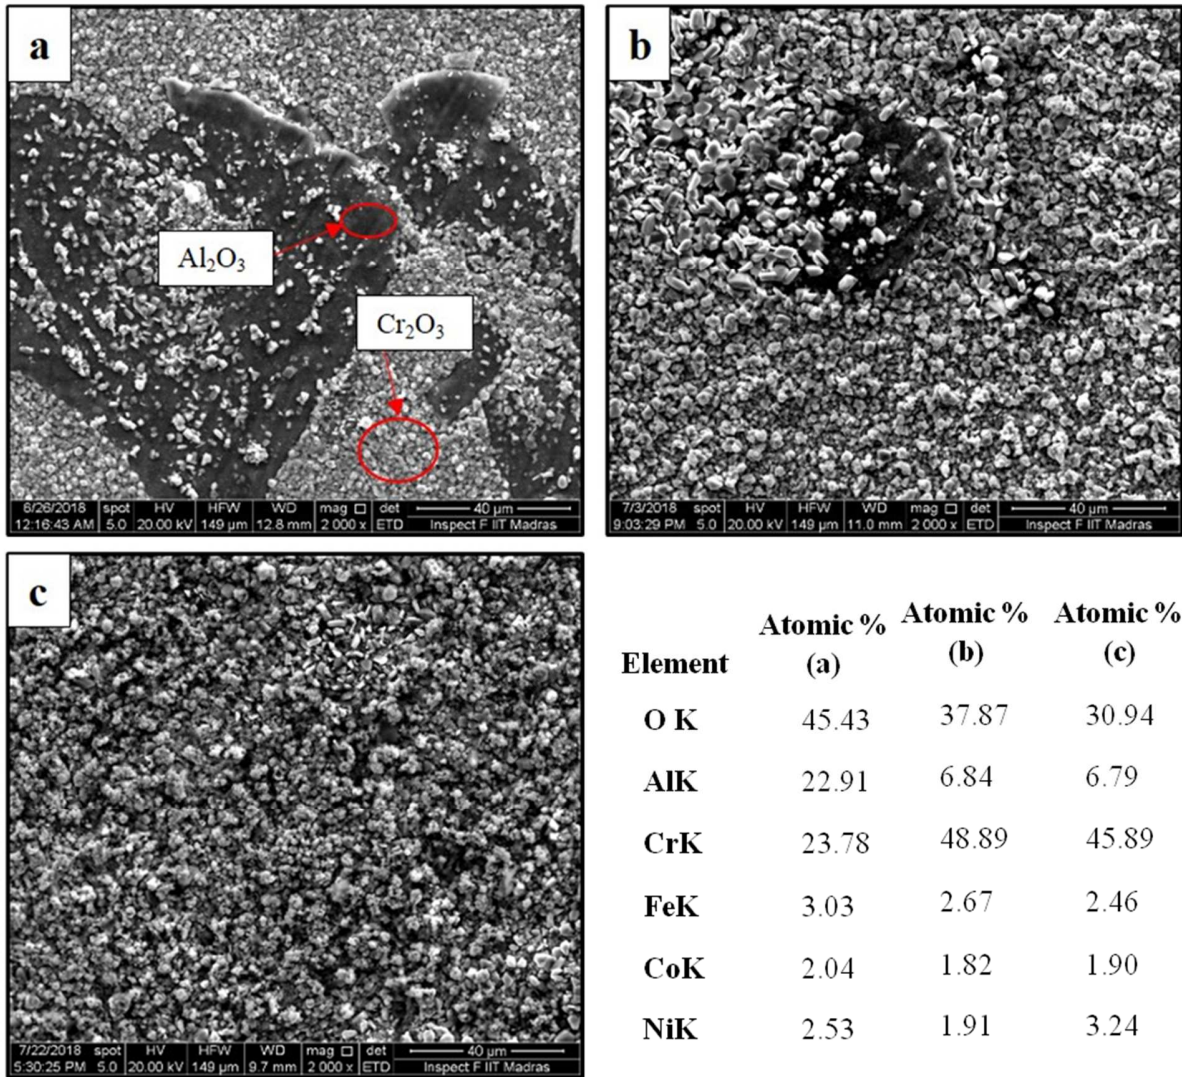 a
Al₂O₃
Cr₂O₃
6/26/2018 spot HV HFW WD mag □ det 40 µm
12:16:43 AM 5.0 20.00 kV 149 µm 12.8 mm 2 000 x ETD Inspect F IIT Madras
b
7/3/2018 spot HV HFW WD mag □ det 40 µm
9:03:29 PM 5.0 20.00 kV 149 µm 11.0 mm 2 000 x ETD Inspect F IIT Madras
c
7/22/2018 spot HV HFW WD mag □ det 40 µm
5:30:25 PM 5.0 20.00 kV 149 µm 9.7 mm 2 000 x ETD Inspect F IIT Madras
Element Atomic % (a) Atomic % (b) Atomic % (c)
O K 45.43 37.87 30.94
AlK 22.91 6.84 6.79
CrK 23.78 48.89 45.89
FeK 3.03 2.67 2.46
CoK 2.04 1.82 1.90
NiK 2.53 1.91 3.24